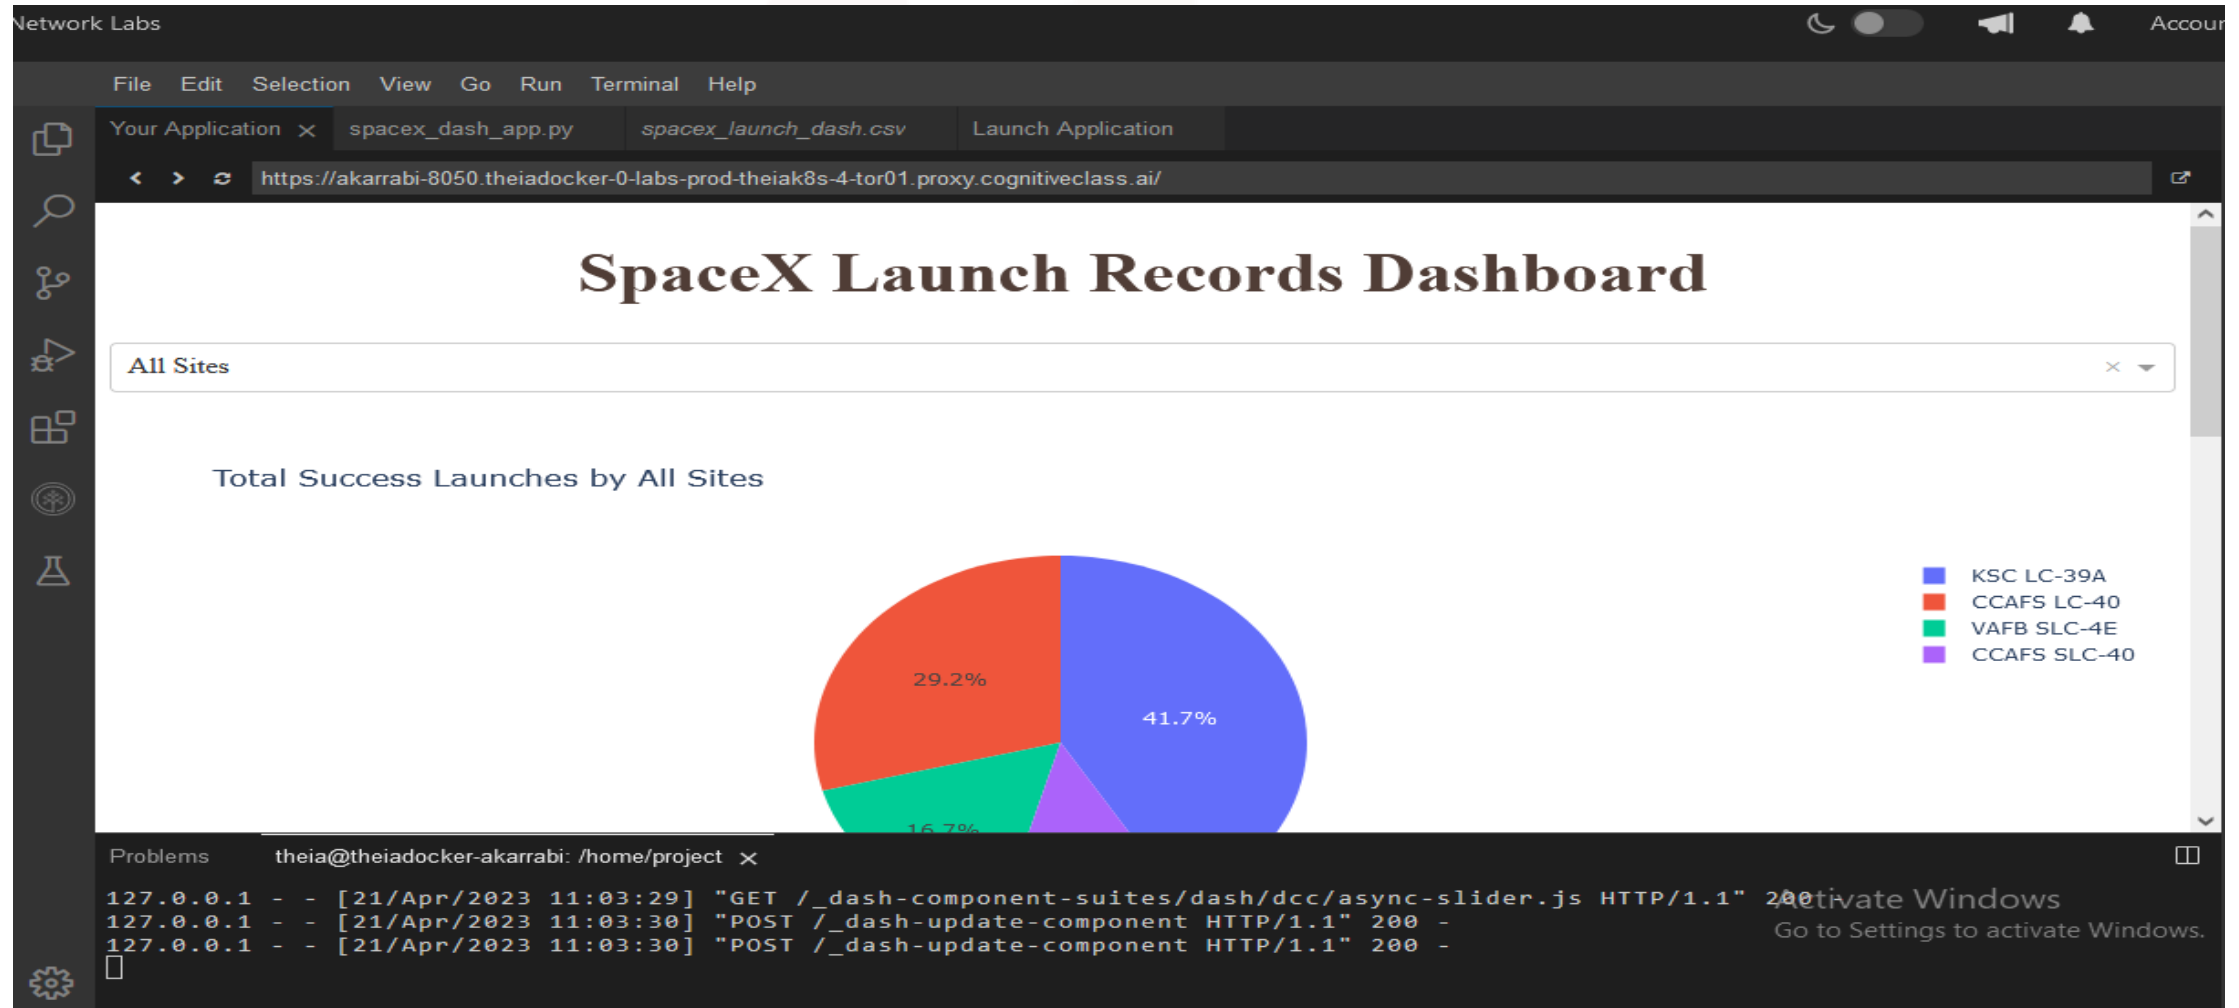 Network Labs
Accour
File Edit Selection View Go Run Terminal Help
Your Application spacex_dash_app.py spacex_launch_dash.csv Launch Application
https://akarrabi-8050.theiadocker-0-labs-prod-theiak8s-4-tor01.proxy.cognitiveclass.ai/
SpaceX Launch Records Dashboard
All Sites
Total Success Launches by All Sites
KSC LC-39A
CCAFS LC-40
VAFB SLC-4E
CCAFS SLC-40
29.2%
41.7%
16.7%
Problems theia@theiadocker-akarrabi: /home/project
127.0.0.1 - - [21/Apr/2023 11:03:29] "GET /_dash-component-suites/dash/dcc/async-slider.js HTTP/1.1" 200 -
127.0.0.1 - - [21/Apr/2023 11:03:30] "POST /_dash-update-component HTTP/1.1" 200 -
127.0.0.1 - - [21/Apr/2023 11:03:30] "POST /_dash-update-component HTTP/1.1" 200 -
Activate Windows
Go to Settings to activate Windows.